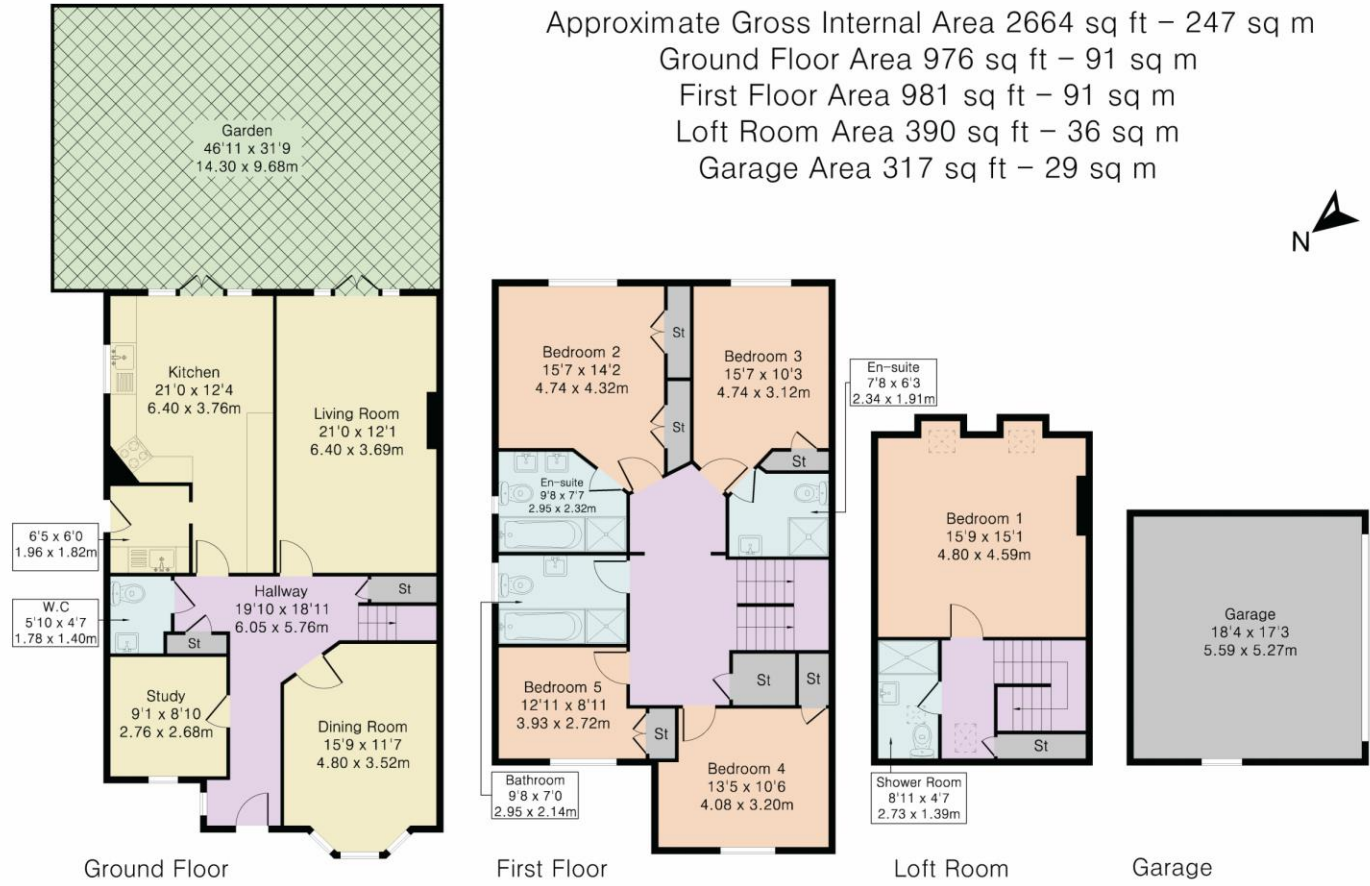 Approximate Gross Internal Area 2664 sq ft – 247 sq m
Ground Floor Area 976 sq ft – 91 sq m
First Floor Area 981 sq ft – 91 sq m
Loft Room Area 390 sq ft – 36 sq m
Garage Area 317 sq ft – 29 sq m
N
Garden
46'11 x 31'9
14.30 x 9.68m
Kitchen
21'0 x 12'4
6.40 x 3.76m
Living Room
21'0 x 12'1
6.40 x 3.69m
6'5 x 6'0
1.96 x 1.82m
W.C
5'10 x 4'7
1.78 x 1.40m
Hallway
19'10 x 18'11
6.05 x 5.76m
St
St
Study
9'1 x 8'10
2.76 x 2.68m
Dining Room
15'9 x 11'7
4.80 x 3.52m
Ground Floor
Bedroom 2
15'7 x 14'2
4.74 x 4.32m
St
St
Bedroom 3
15'7 x 10'3
4.74 x 3.12m
St
En-suite
7'8 x 6'3
2.34 x 1.91m
En-suite
9'8 x 7'7
2.95 x 2.32m
Bedroom 5
12'11 x 8'11
3.93 x 2.72m
St
St
St
Bedroom 4
13'5 x 10'6
4.08 x 3.20m
Bathroom
9'8 x 7'0
2.95 x 2.14m
First Floor
Bedroom 1
15'9 x 15'1
4.80 x 4.59m
St
Shower Room
8'11 x 4'7
2.73 x 1.39m
Loft Room
Garage
18'4 x 17'3
5.59 x 5.27m
Garage